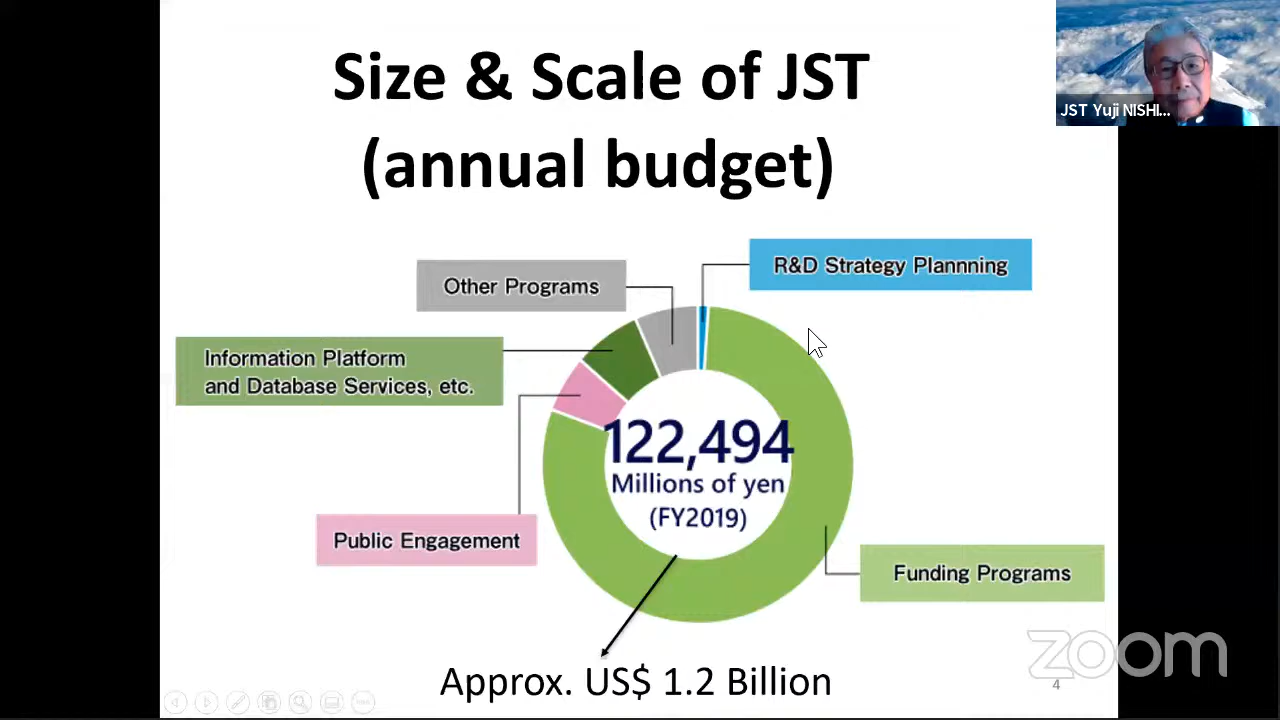 Size & Scale of JST
(annual budget)
JST Yuji NISHI...
R&D Strategy Plannning
Other Programs
Information Platform
and Database Services, etc.
122,494
Millions of yen
(FY2019)
Public Engagement
Funding Programs
zoom
Approx. US$ 1.2 Billion
4